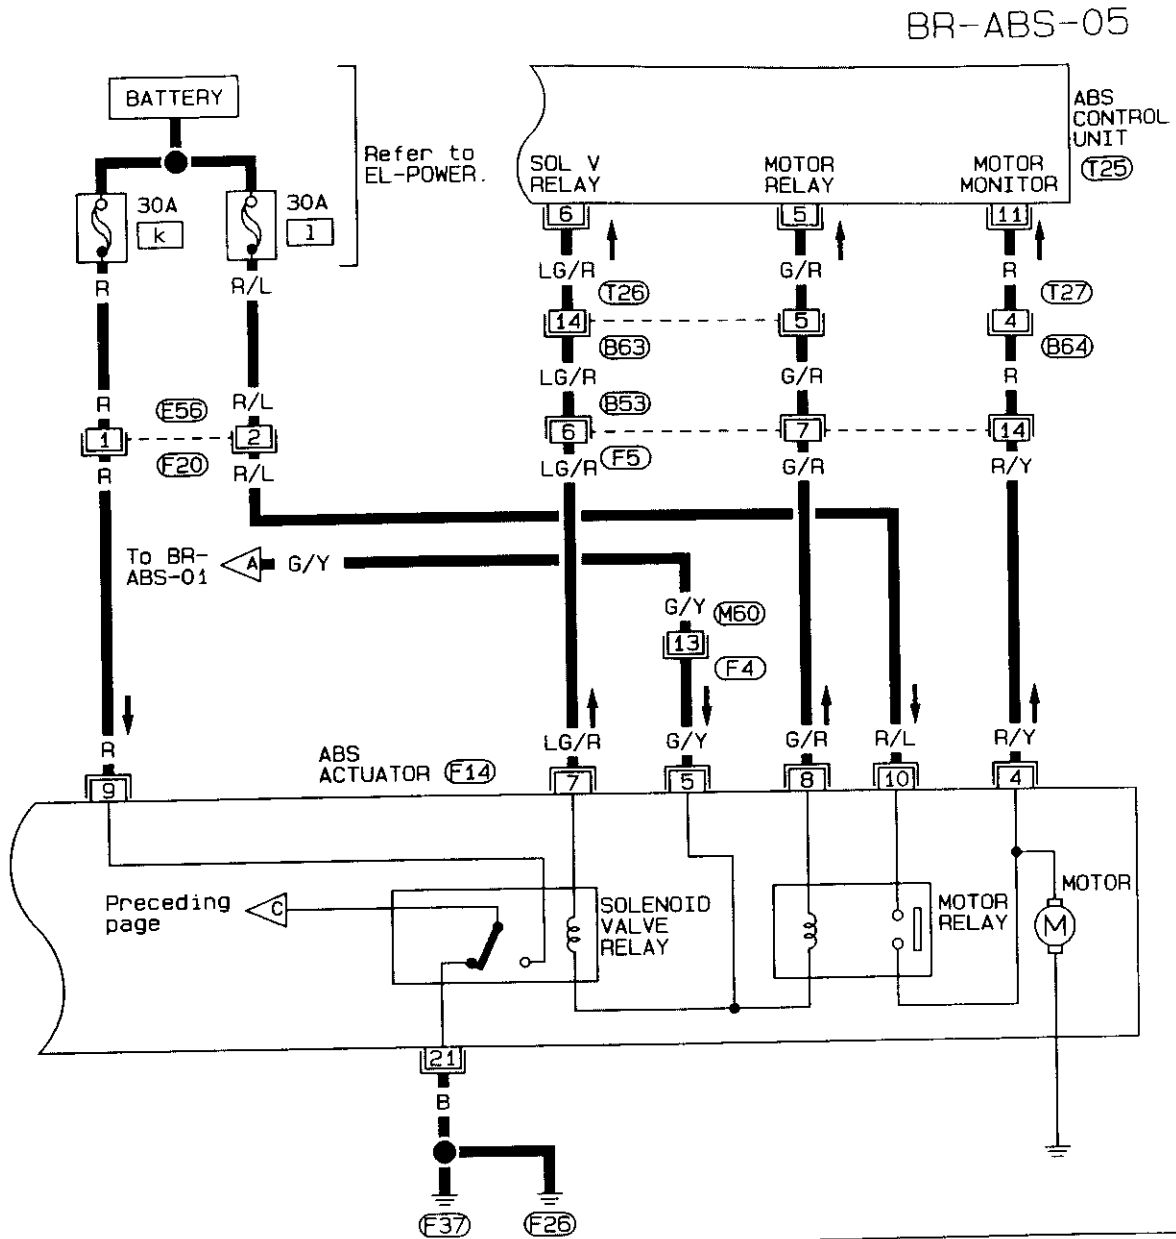 BR-ABS-05
BATTERY
Refer to
EL-POWER.
30A
k
30A
l
ABS
CONTROL
UNIT
T25
SOL V
RELAY
MOTOR
RELAY
MOTOR
MONITOR
6
5
11
R
R/L
LG/R
G/R
R
T26
T27
14
5
4
B63
B64
LG/R
G/R
R
R
E56
R/L
B53
1
2
6
7
14
F20
F5
R
R/L
LG/R
G/R
R/Y
To BR-
ABS-01
A
G/Y
G/Y
M60
13
F4
R
LG/R
G/Y
G/R
R/L
R/Y
ABS
ACTUATOR
F14
9
7
5
8
10
4
Preceding
page
C
SOLENOID
VALVE
RELAY
MOTOR
RELAY
MOTOR
M
21
B
F37
F26